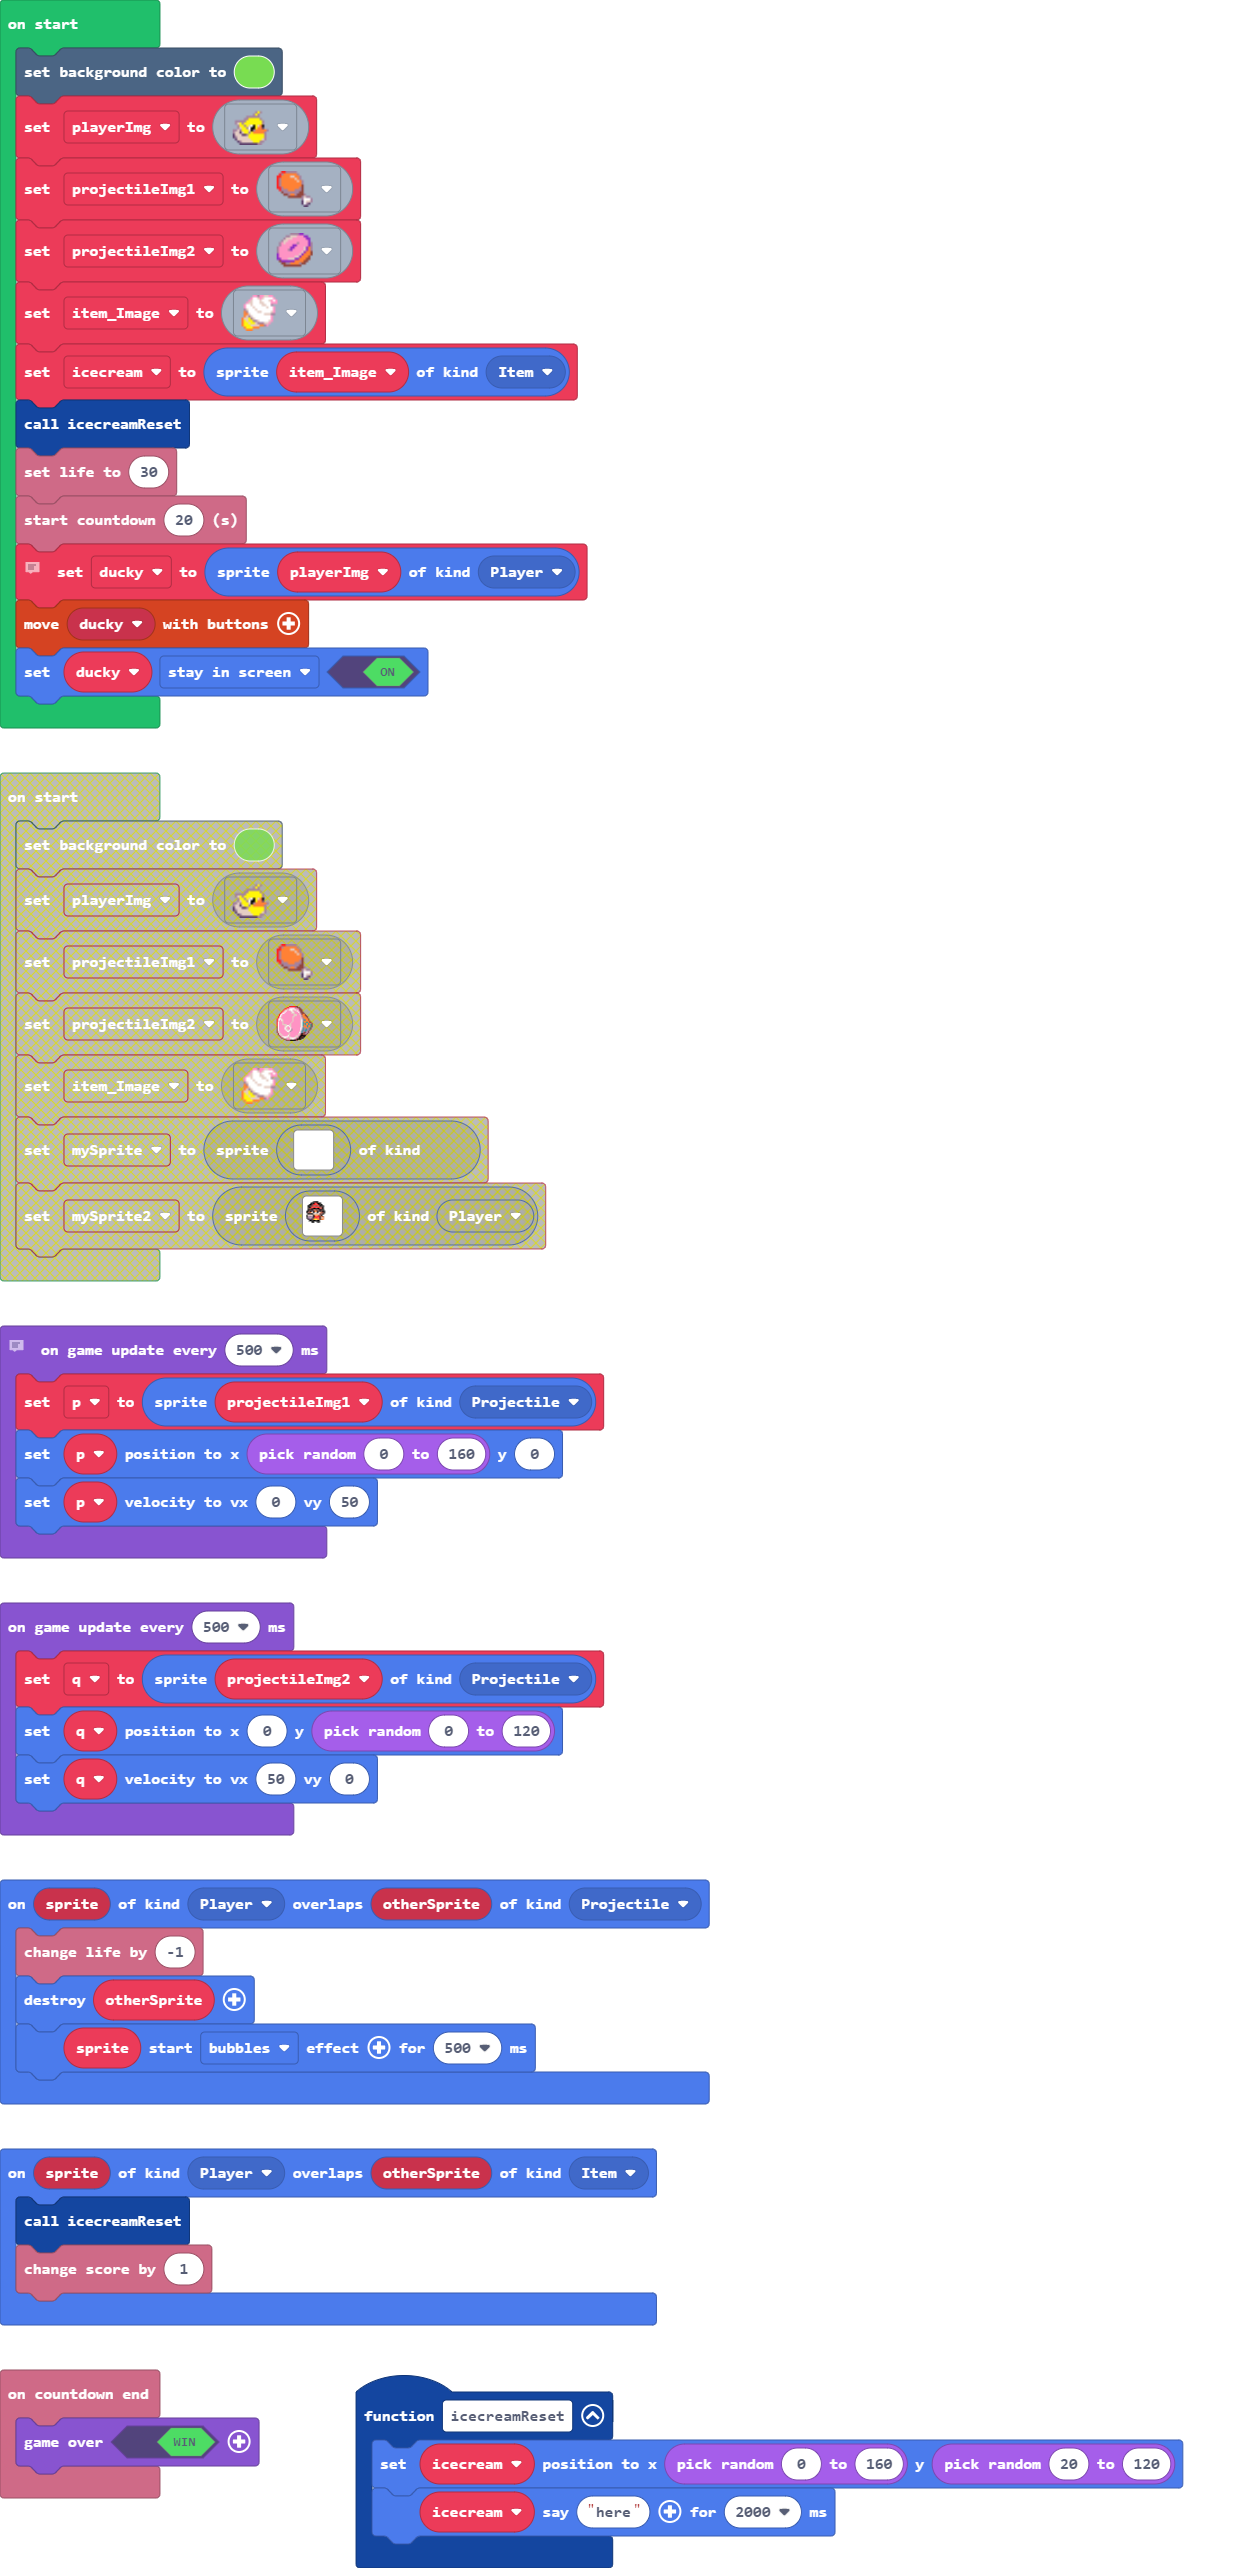 on start
set background color to
set playerImg to
set projectileImg1 to
set projectileImg2 to
set item_Image to
set icecream to sprite item_Image of kind Item
call icecreamReset
set life to 30
start countdown 20 (s)
set ducky to sprite playerImg of kind Player
move ducky with buttons
set ducky stay in screen ON
on start
set background color to
set playerImg to
set projectileImg1 to
set projectileImg2 to
set item_Image to
set mySprite to sprite of kind
set mySprite2 to sprite of kind Player
on game update every 500 ms
set p to sprite projectileImg1 of kind Projectile
set p position to x pick random 0 to 160 y 0
set p velocity to vx 0 vy 50
on game update every 500 ms
set q to sprite projectileImg2 of kind Projectile
set q position to x 0 y pick random 0 to 120
set q velocity to vx 50 vy 0
on sprite of kind Player overlaps otherSprite of kind Projectile
change life by -1
destroy otherSprite
sprite start bubbles effect for 500 ms
on sprite of kind Player overlaps otherSprite of kind Item
call icecreamReset
change score by 1
on countdown end
game over WIN
function icecreamReset
set icecream position to x pick random 0 to 160 y pick random 20 to 120
icecream say "here" for 2000 ms